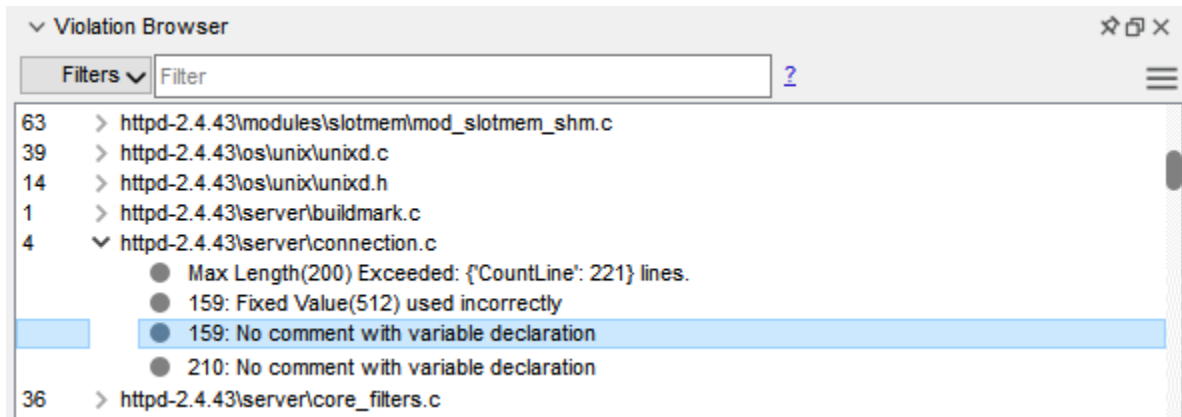 Violation Browser
Filters Filter ?
63 httpd-2.4.43\modules\slotmem\mod_slotmem_shm.c
39 httpd-2.4.43\os\unix\unixd.c
14 httpd-2.4.43\os\unix\unixd.h
1 httpd-2.4.43\server\buildmark.c
4 httpd-2.4.43\server\connection.c
Max Length(200) Exceeded: {'CountLine': 221} lines.
159: Fixed Value(512) used incorrectly
159: No comment with variable declaration
210: No comment with variable declaration
36 httpd-2.4.43\server\core_filters.c